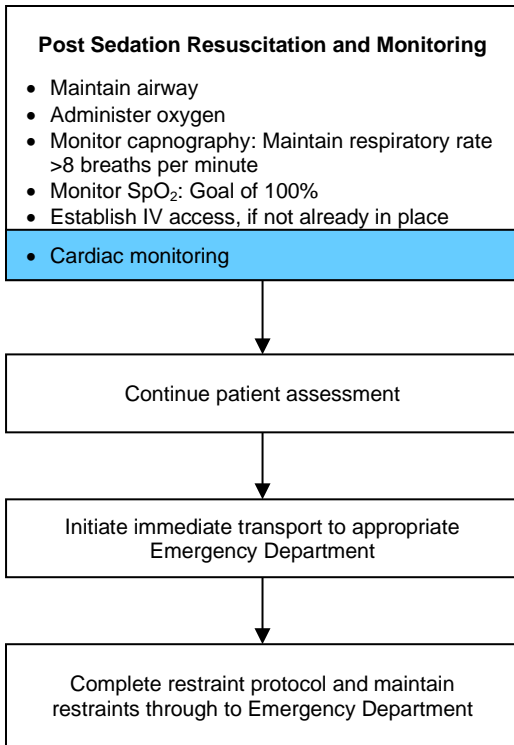 Post Sedation Resuscitation and Monitoring
• Maintain airway
• Administer oxygen
• Monitor capnography: Maintain respiratory rate
>8 breaths per minute
• Monitor SpO₂: Goal of 100%
• Establish IV access, if not already in place
• Cardiac monitoring
Continue patient assessment
Initiate immediate transport to appropriate
Emergency Department
Complete restraint protocol and maintain
restraints through to Emergency Department